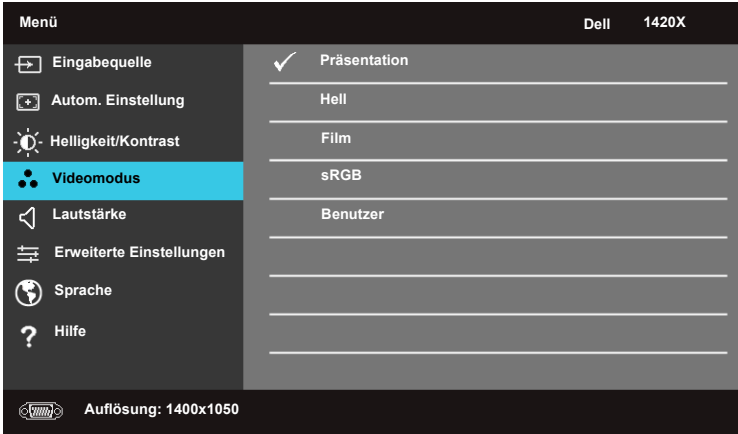 Menü
Dell 1420X
Eingabequelle
Autom. Einstellung
Helligkeit/Kontrast
Videomodus
Lautstärke
Erweiterte Einstellungen
Sprache
? Hilfe
Präsentation
Hell
Film
sRGB
Benutzer
Auflösung: 1400x1050